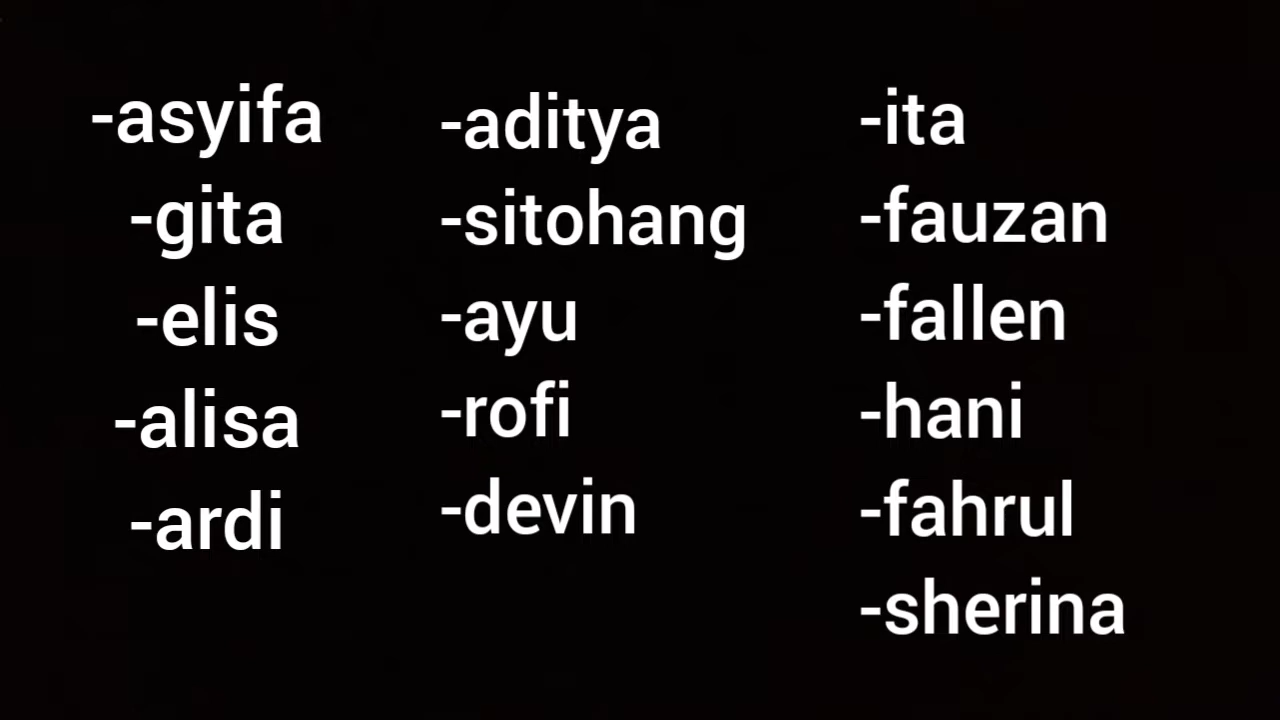 -asyifa
-gita
-elis
-alisa
-ardi
-aditya
-sitohang
-ayu
-rofi
-devin
-ita
-fauzan
-fallen
-hani
-fahrul
-sherina